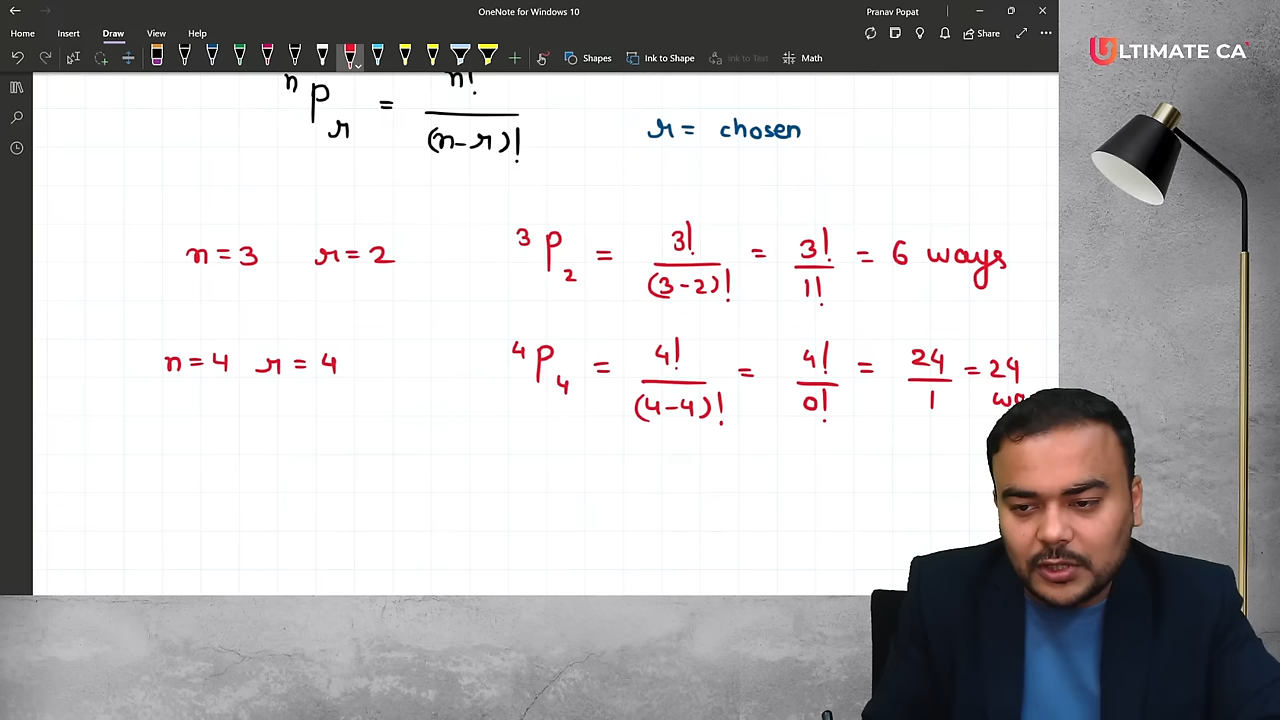 OneNote for Windows 10
Pranav Popat
Home Insert Draw View Help
Share
Shapes Ink to Shape Ink to Text Math
ULTIMATE CA
ⁿPᵣ = n! / (n-r)!
r = chosen
n = 3 r = 2 ³P₂ = 3! / (3-2)! = 3! / 1! = 6 ways
n = 4 r = 4 ⁴P₄ = 4! / (4-4)! = 4! / 0! = 24 / 1 = 24